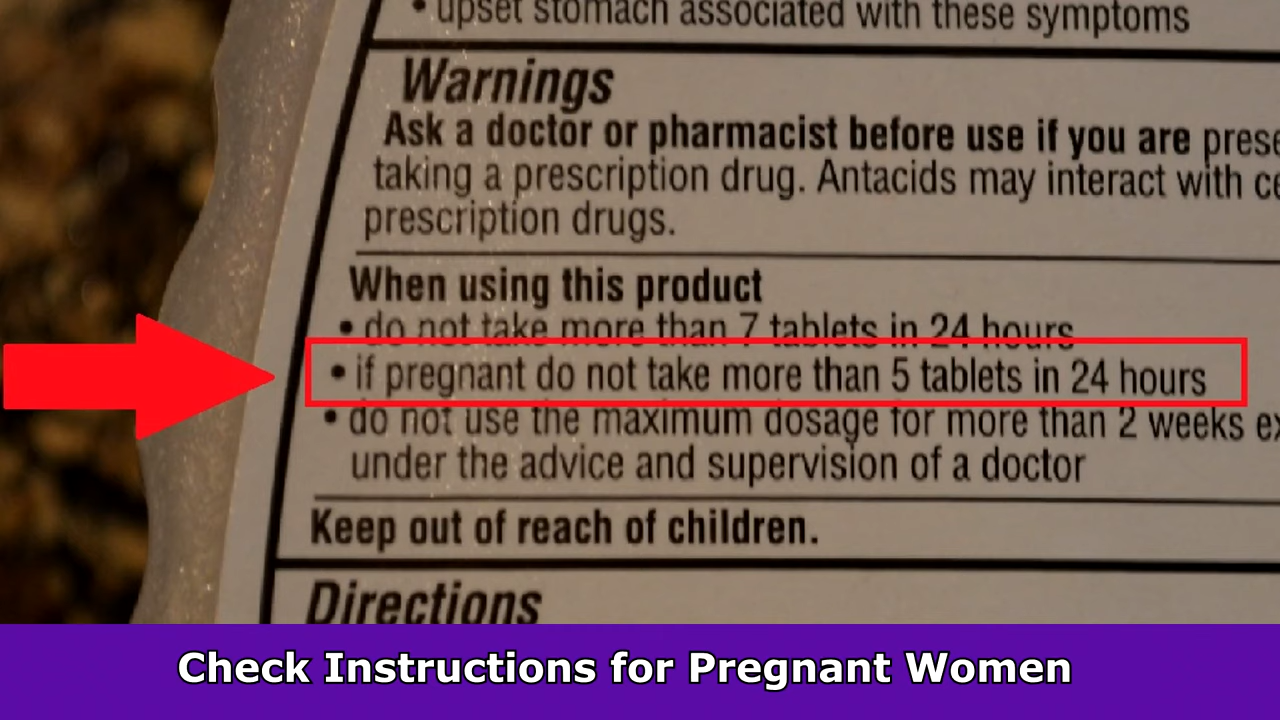 • upset stomach associated with these symptoms
Warnings
Ask a doctor or pharmacist before use if you are
taking a prescription drug. Antacids may interact with
prescription drugs.
When using this product
• do not take more than 7 tablets in 24 hours
• if pregnant do not take more than 5 tablets in 24 hours
• do not use the maximum dosage for more than 2 weeks
under the advice and supervision of a doctor
Keep out of reach of children.
Directions
Check Instructions for Pregnant Women